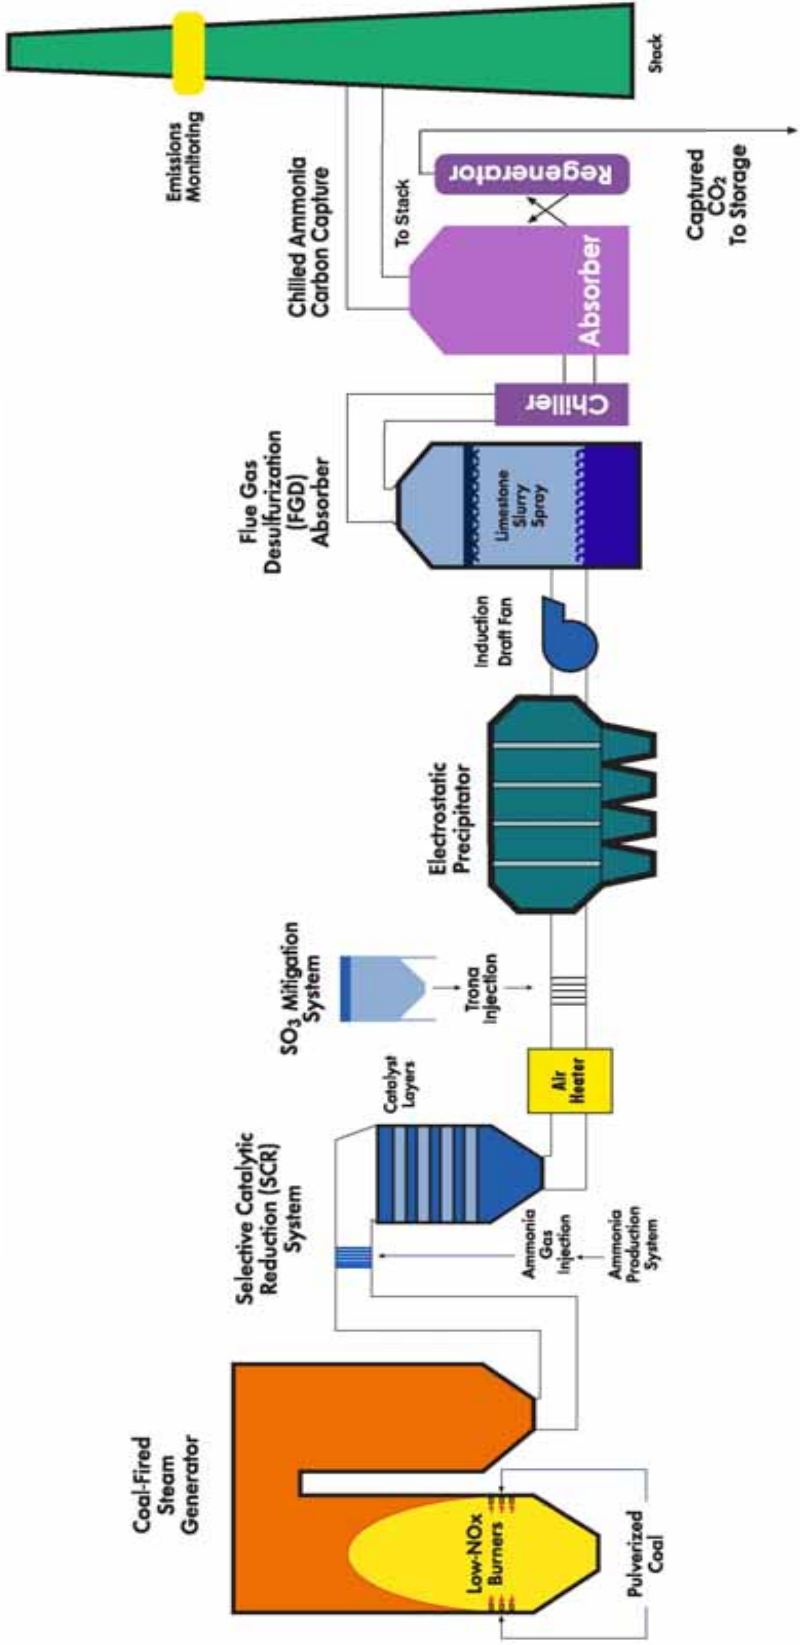 Coal-Fired
Steam
Generator
Low-NOx
Burners
Pulverized
Coal
Selective Catalytic
Reduction (SCR)
System
Ammonia
Gas
Injection
Ammonia
Production
System
Catalyst
Layers
Air
Heater
SO3 Mitigation
System
Trona
Injection
Electrostatic
Precipitator
Induction
Draft Fan
Flue Gas
Desulfurization
(FGD)
Absorber
Limestone
Slurry
Spray
Chiller
Chilled Ammonia
Carbon Capture
To Stack
Absorber
Regenerator
Captured
CO2
To Storage
Emissions
Monitoring
Stack